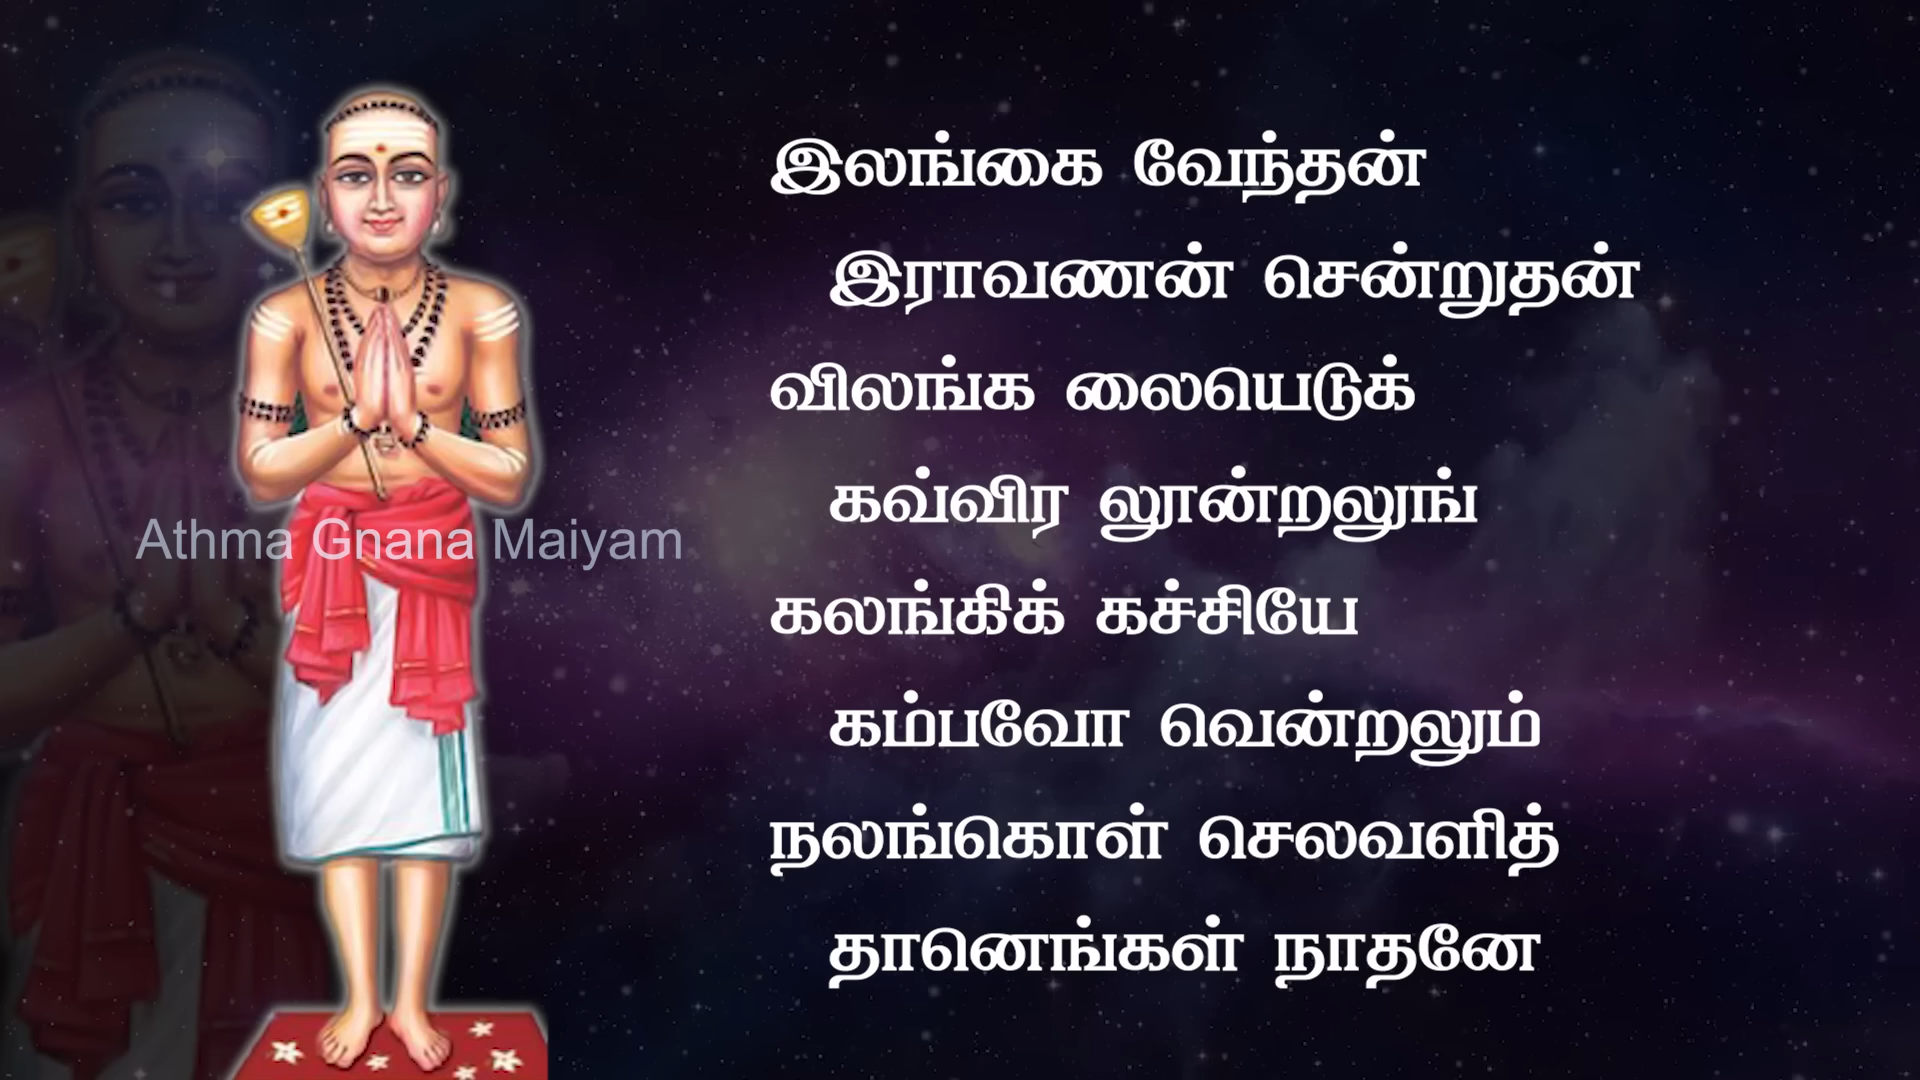 இலங்கை வேந்தன்
இராவணன் சென்றுதன்
விலங்க லையெடுக்
கவ்விர லூன்றலுங்
கலங்கிக் கச்சியே
கம்பவோ வென்றலும்
நலங்கொள் செலவளித்
தானெங்கள் நாதனே
Athma Gnana Maiyam